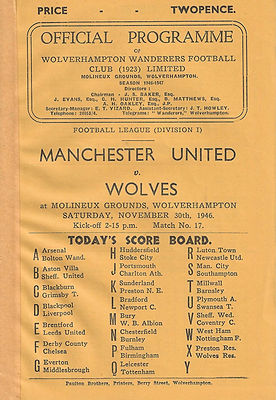 PRICE - - TWOPENCE.
OFFICIAL PROGRAMME
OF
WOLVERHAMPTON WANDERERS FOOTBALL
CLUB (1923) LIMITED
MOLINEUX GROUNDS, WOLVERHAMPTON.
SEASON 1946-1947
Directors :
Chairman - J. S. BAKER, Esq.
J. EVANS, Esq., C. H. HUNTER, Esq., B. MATTHEWS, Esq.
A. H. OAKLEY, Esq., J.P.
Secretary-Manager: E. T. VIZARD. Assistant-Secretary: J. T. HOWLEY.
Telephone: Telegrams: "Wanderers," Wolverhampton.
FOOTBALL LEAGUE (DIVISION I)
MANCHESTER UNITED
v.
WOLVES
at MOLINEUX GROUNDS, WOLVERHAMPTON
SATURDAY, NOVEMBER 30th, 1946.
Kick-off 2-15 p.m. Match No. 17.
TODAY'S SCORE BOARD.
A Arsenal
Bolton Wand.
B Aston Villa
Sheff. United
C Blackburn
Grimsby T.
D Blackpool
Liverpool
E Brentford
Leeds United
F Derby County
Chelsea
G Everton
Middlesbrough
H Huddersfield
Stoke City
J Portsmouth
Charlton Ath.
K Sunderland
Preston N. E.
L Bradford
Newport C.
M Bury
W. B. Albion
N Chesterfield
Burnley
P Fulham
Birmingham
Q Leicester
Tottenham
R Luton Town
Newcastle Utd.
S Man. City
Southampton
T Millwall
Barnsley
U Plymouth A.
Swansea T.
V Sheff. Wed.
Coventry C.
W West Ham
Nottingham F.
X Preston Res.
Wolves Res.
Y
Paulton Brothers, Printers, Berry Street, Wolverhampton.